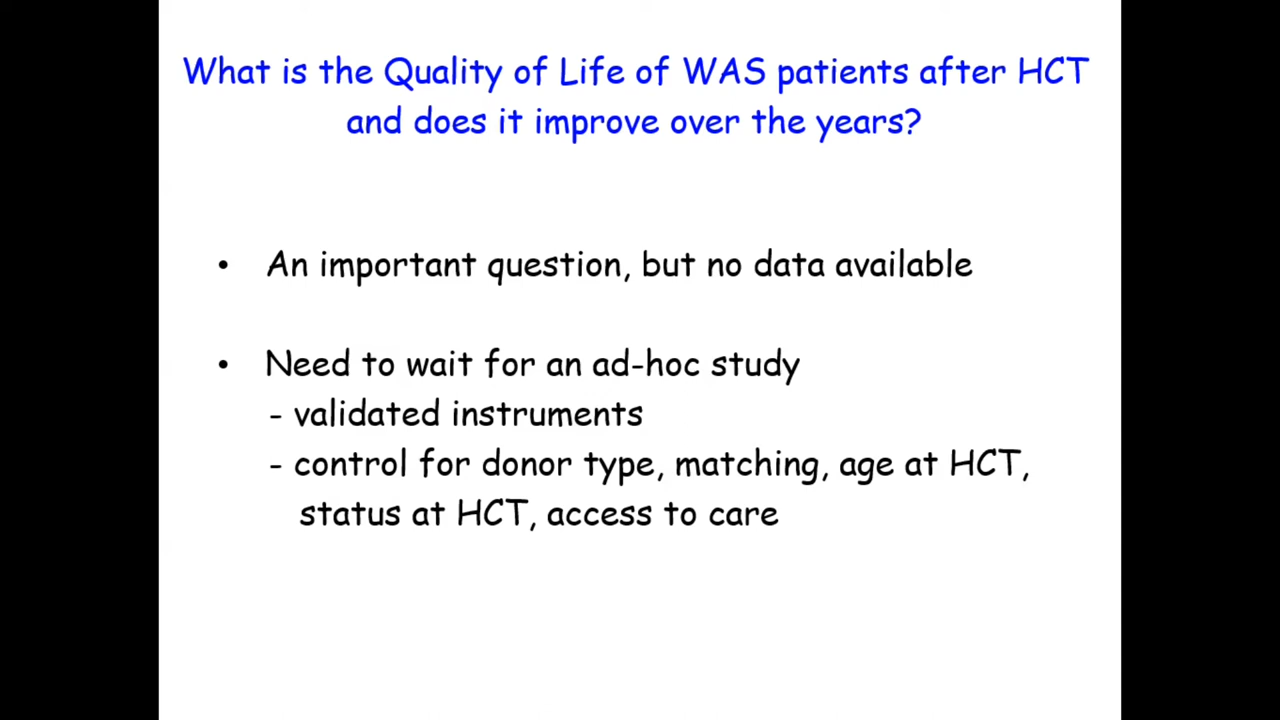 What is the Quality of Life of WAS patients after HCT
and does it improve over the years?
• An important question, but no data available
• Need to wait for an ad-hoc study
- validated instruments
- control for donor type, matching, age at HCT,
status at HCT, access to care